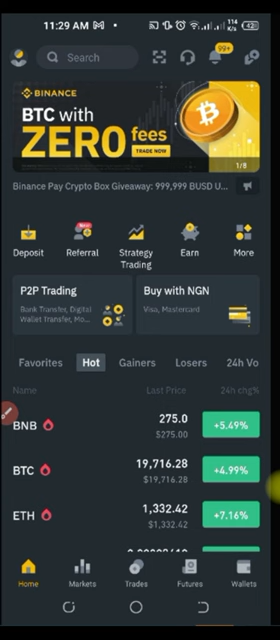 11:29 AM
114
K/s
42
Search
99+
BINANCE
BTC with
ZERO fees
TRADE NOW
1/8
Binance Pay Crypto Box Giveaway: 999,999 BUSD U...
Deposit
Referral
Strategy
Trading
Earn
More
P2P Trading
Bank Transfer, Digital
Wallet Transfer, Mo...
Buy with NGN
Visa, Mastercard
Favorites Hot Gainers Losers 24h Vo
Name Last Price 24h chg%
BNB 275.0 +5.49%
$275.00
BTC 19,716.28 +4.99%
$19,716.28
ETH 1,332.42 +7.16%
$1,332.42
Home Markets Trades Futures Wallets